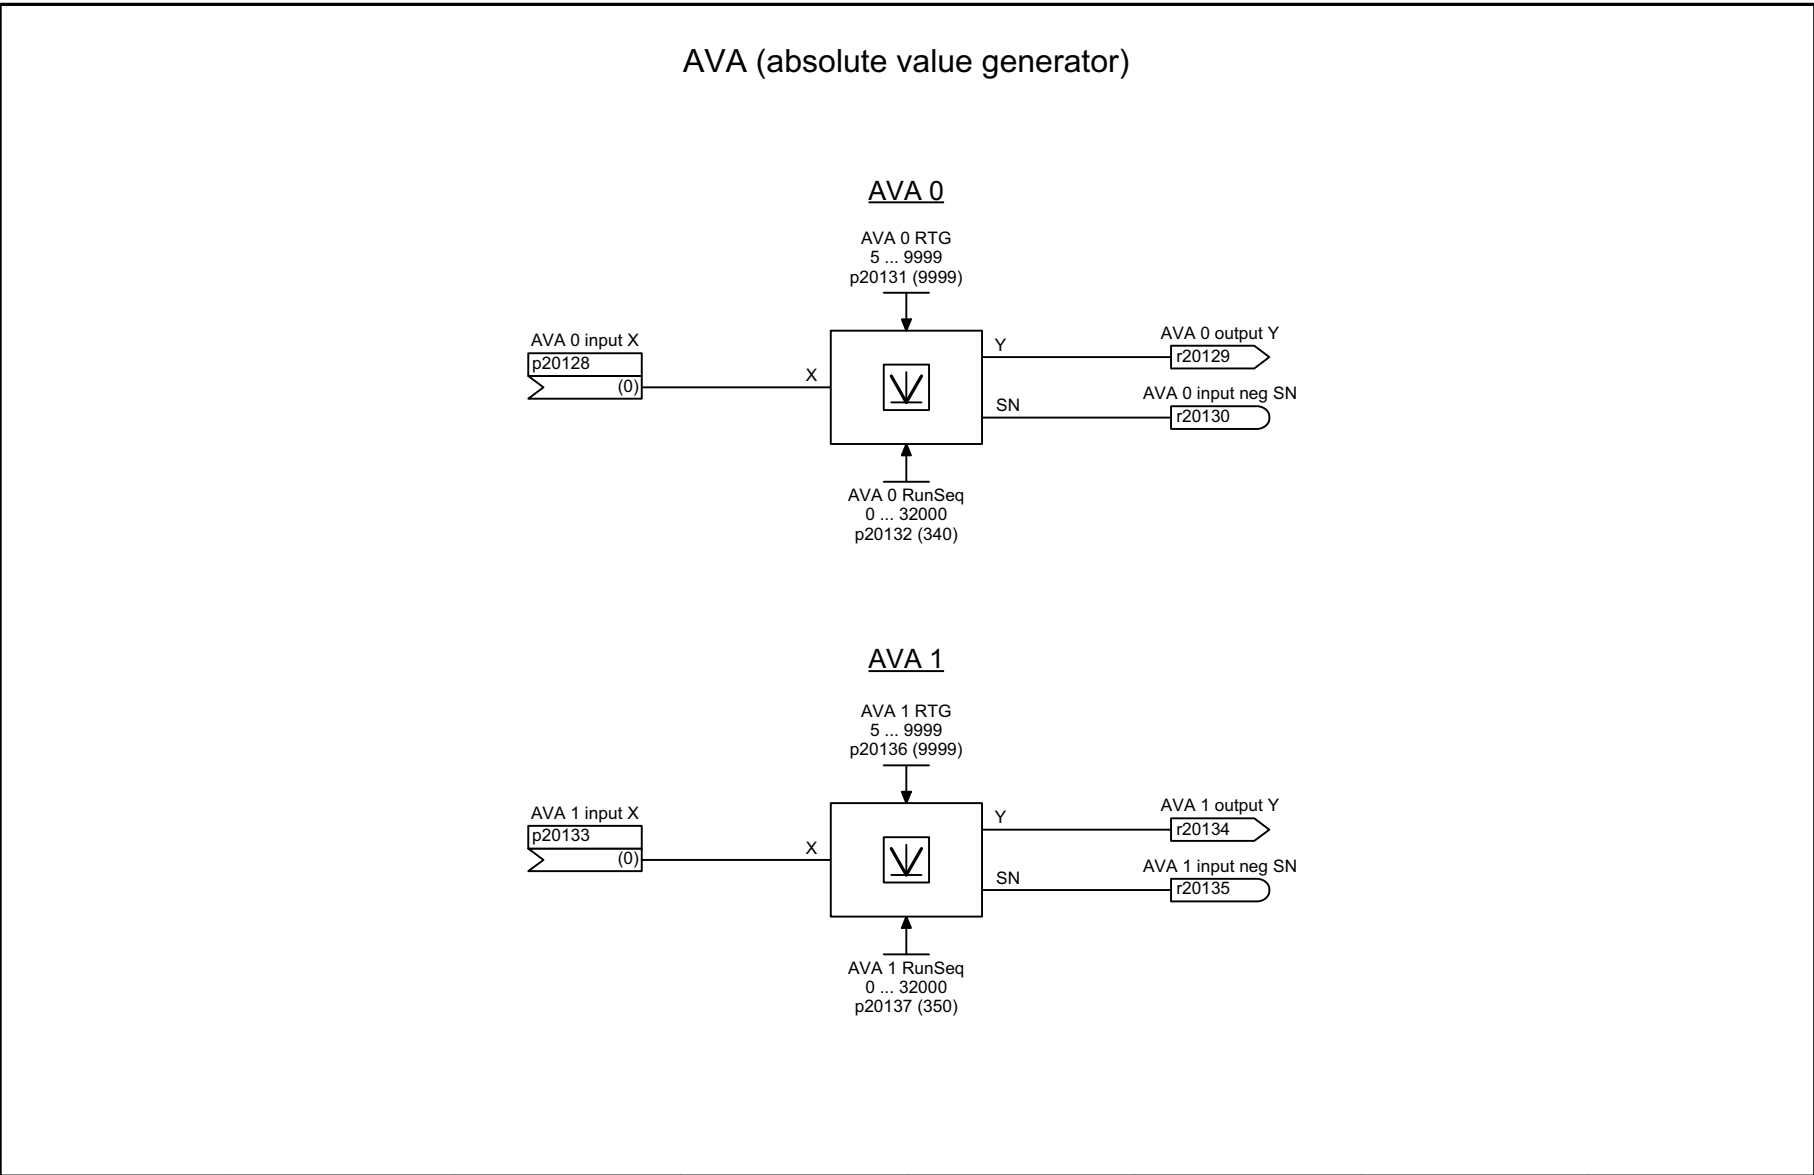 AVA (absolute value generator)
AVA 0
AVA 0 RTG
5 ... 9999
p20131 (9999)
AVA 0 input X
p20128
(0)
X
Y
AVA 0 output Y
r20129
SN
AVA 0 input neg SN
r20130
AVA 0 RunSeq
0 ... 32000
p20132 (340)
AVA 1
AVA 1 RTG
5 ... 9999
p20136 (9999)
AVA 1 input X
p20133
(0)
X
Y
AVA 1 output Y
r20134
SN
AVA 1 input neg SN
r20135
AVA 1 RunSeq
0 ... 32000
p20137 (350)